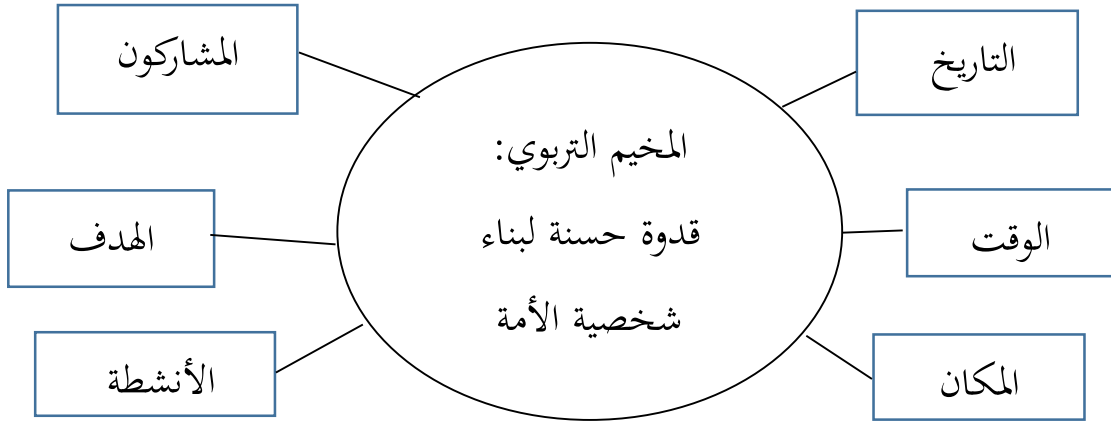 التاريخ
المشاركون
المخيم التربوي:
قدوة حسنة لبناء
شخصية الأمة
الوقت
الهدف
المكان
الأنشطة